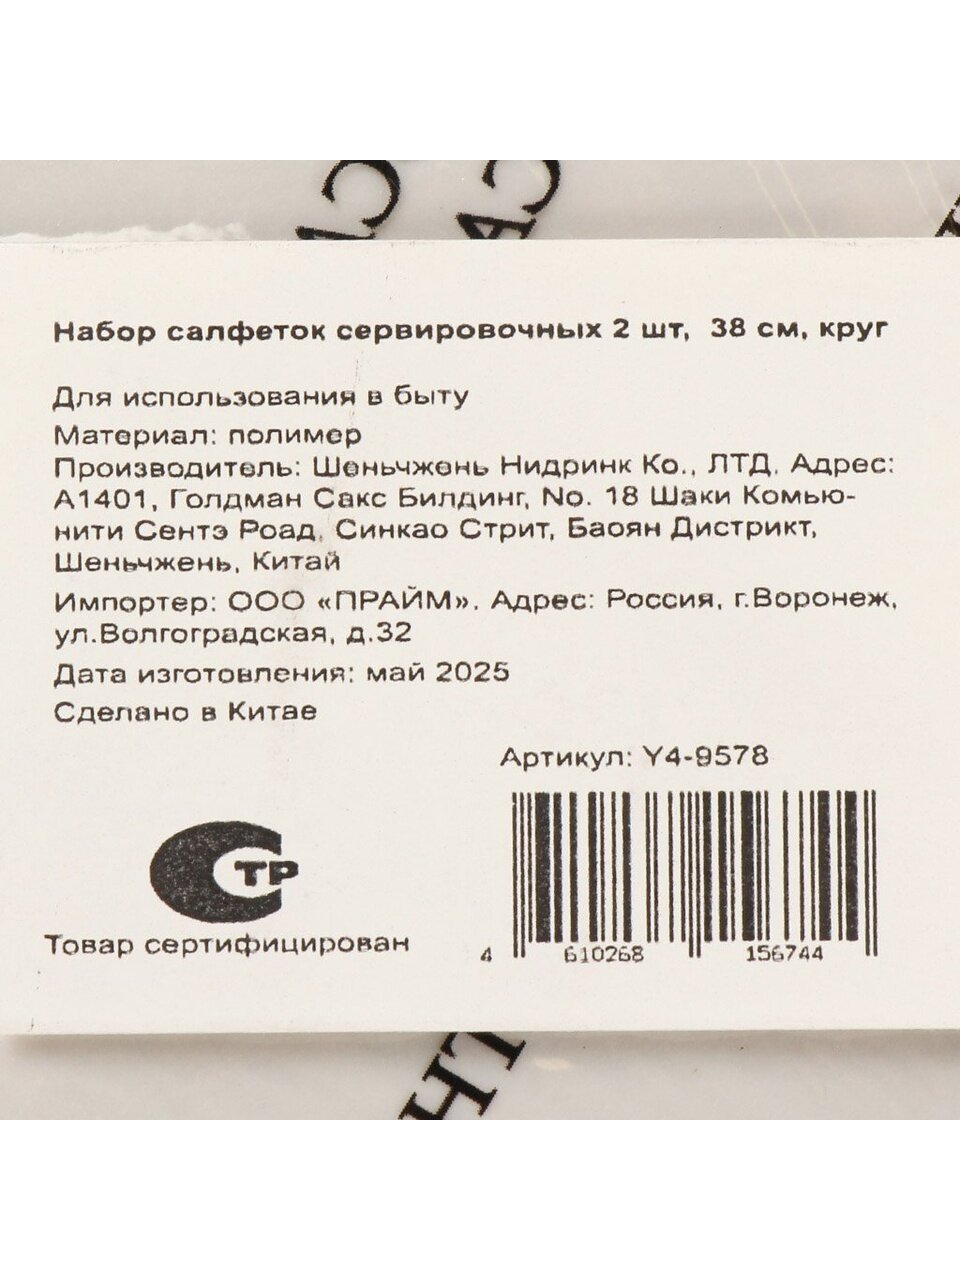 СА
СА
Набор салфеток сервировочных 2 шт, 38 см, круг
Для использования в быту
Материал: полимер
Производитель: Шеньчжень Нидринк Ко., ЛТД. Адрес:
А1401, Голдман Сакс Билдинг, No. 18 Шаки Комью-
нити Сентэ Роад, Синкао Стрит, Баоян Дистрикт,
Шеньчжень, Китай
Импортер: ООО «ПРАЙМ». Адрес: Россия, г.Воронеж,
ул.Волгоградская, д.32
Дата изготовления: май 2025
Сделано в Китае
Артикул: Y4-9578
ТР
Товар сертифицирован
4 610268 156744
НТ